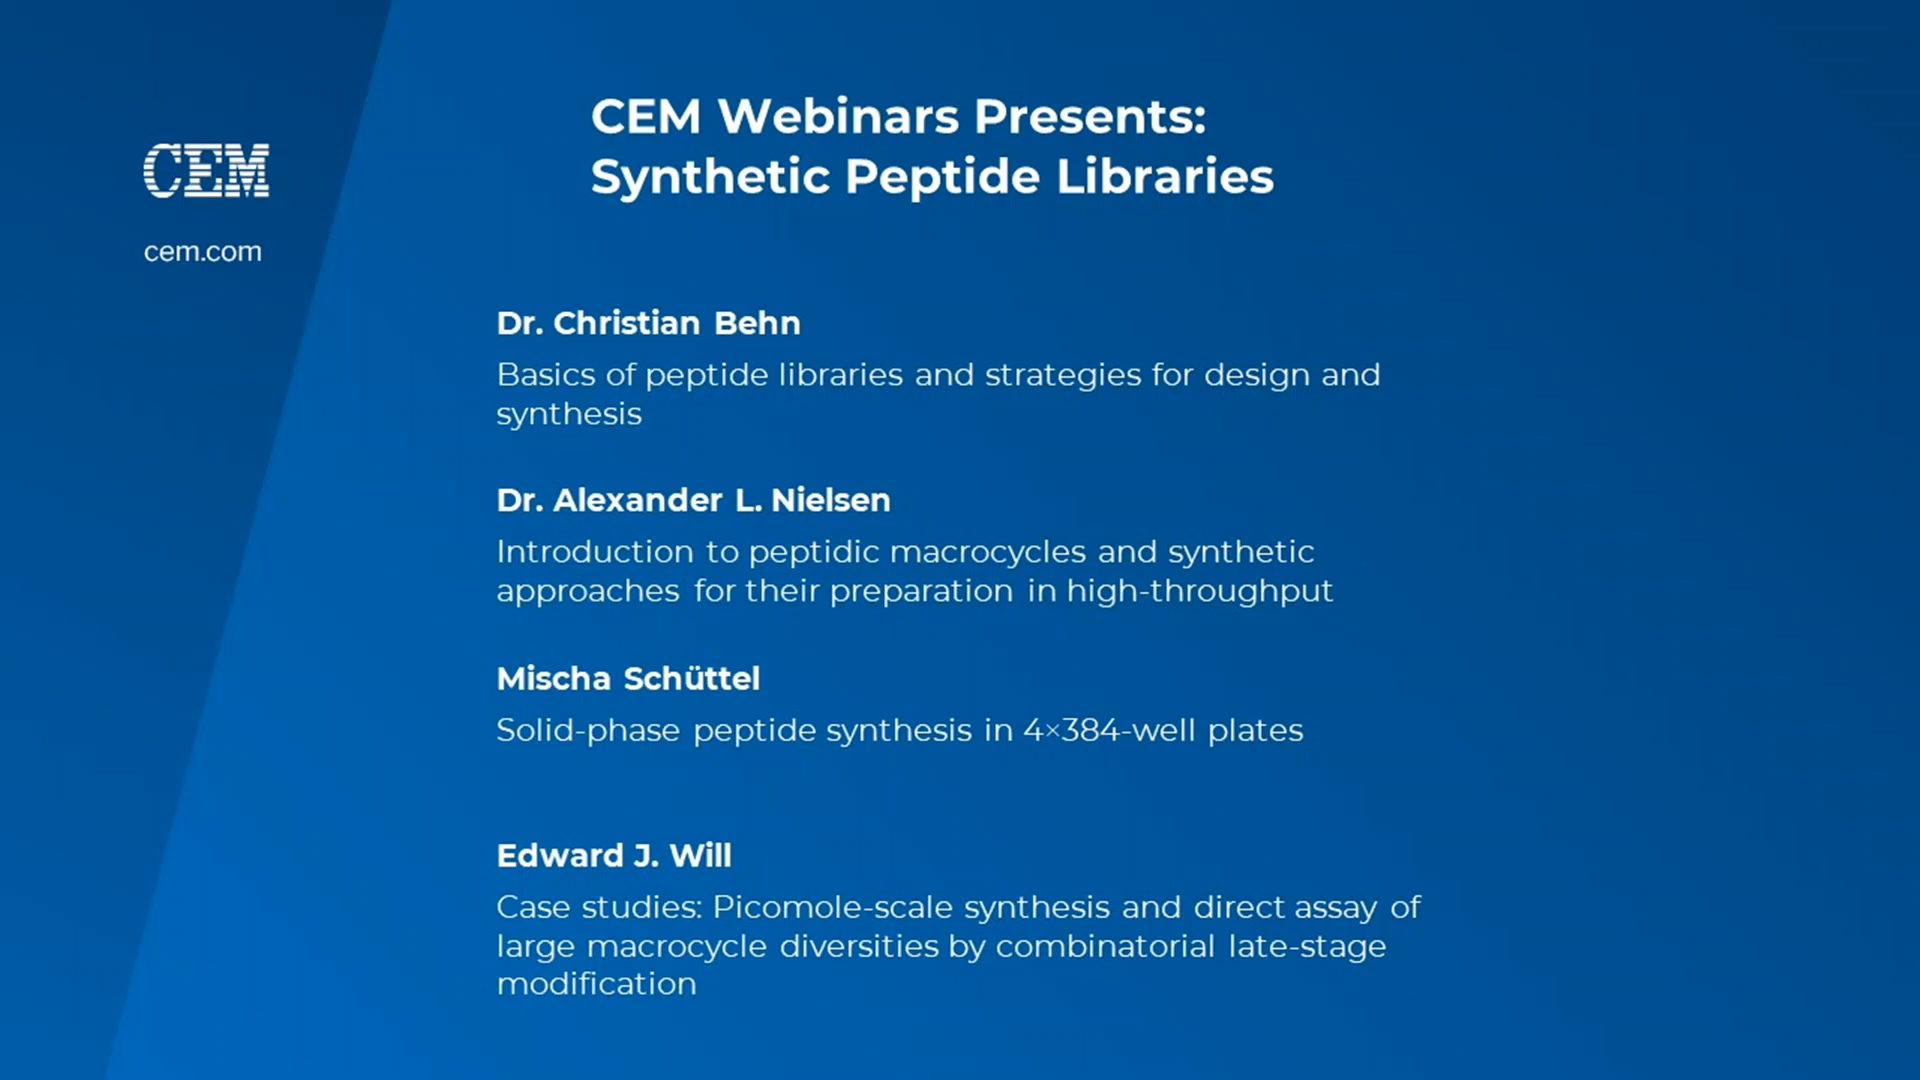 CEM
cem.com
CEM Webinars Presents:
Synthetic Peptide Libraries
Dr. Christian Behn
Basics of peptide libraries and strategies for design and
synthesis
Dr. Alexander L. Nielsen
Introduction to peptidic macrocycles and synthetic
approaches for their preparation in high-throughput
Mischa Schüttel
Solid-phase peptide synthesis in 4×384-well plates
Edward J. Will
Case studies: Picomole-scale synthesis and direct assay of
large macrocycle diversities by combinatorial late-stage
modification